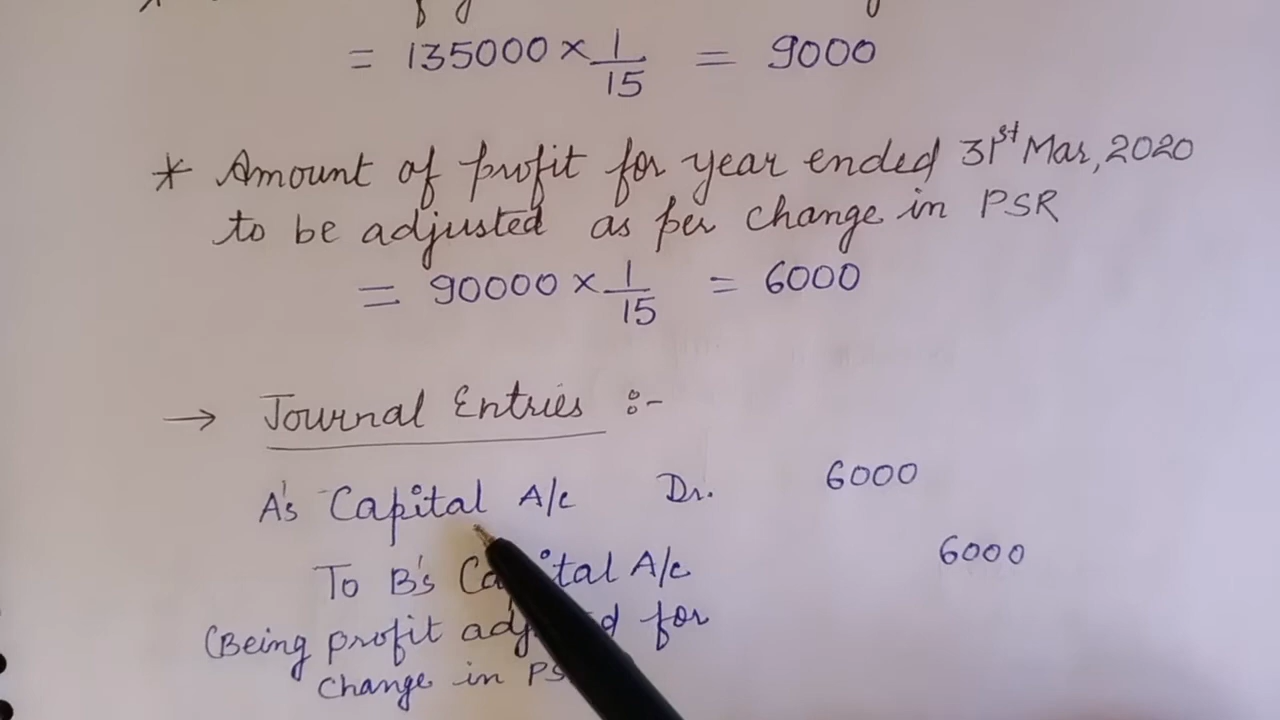 = 135000 × 1/15 = 9000
* Amount of profit for year ended 31st Mar, 2020
to be adjusted as per change in PSR
= 90000 × 1/15 = 6000
→ Journal Entries :-
A's Capital A/c Dr. 6000
To B's Capital A/c 6000
(Being profit for
change in